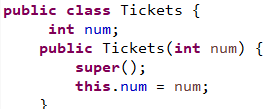 public class Tickets {
    int num;
   public Tickets(int num) {
       super();
       this.num = num;
   }